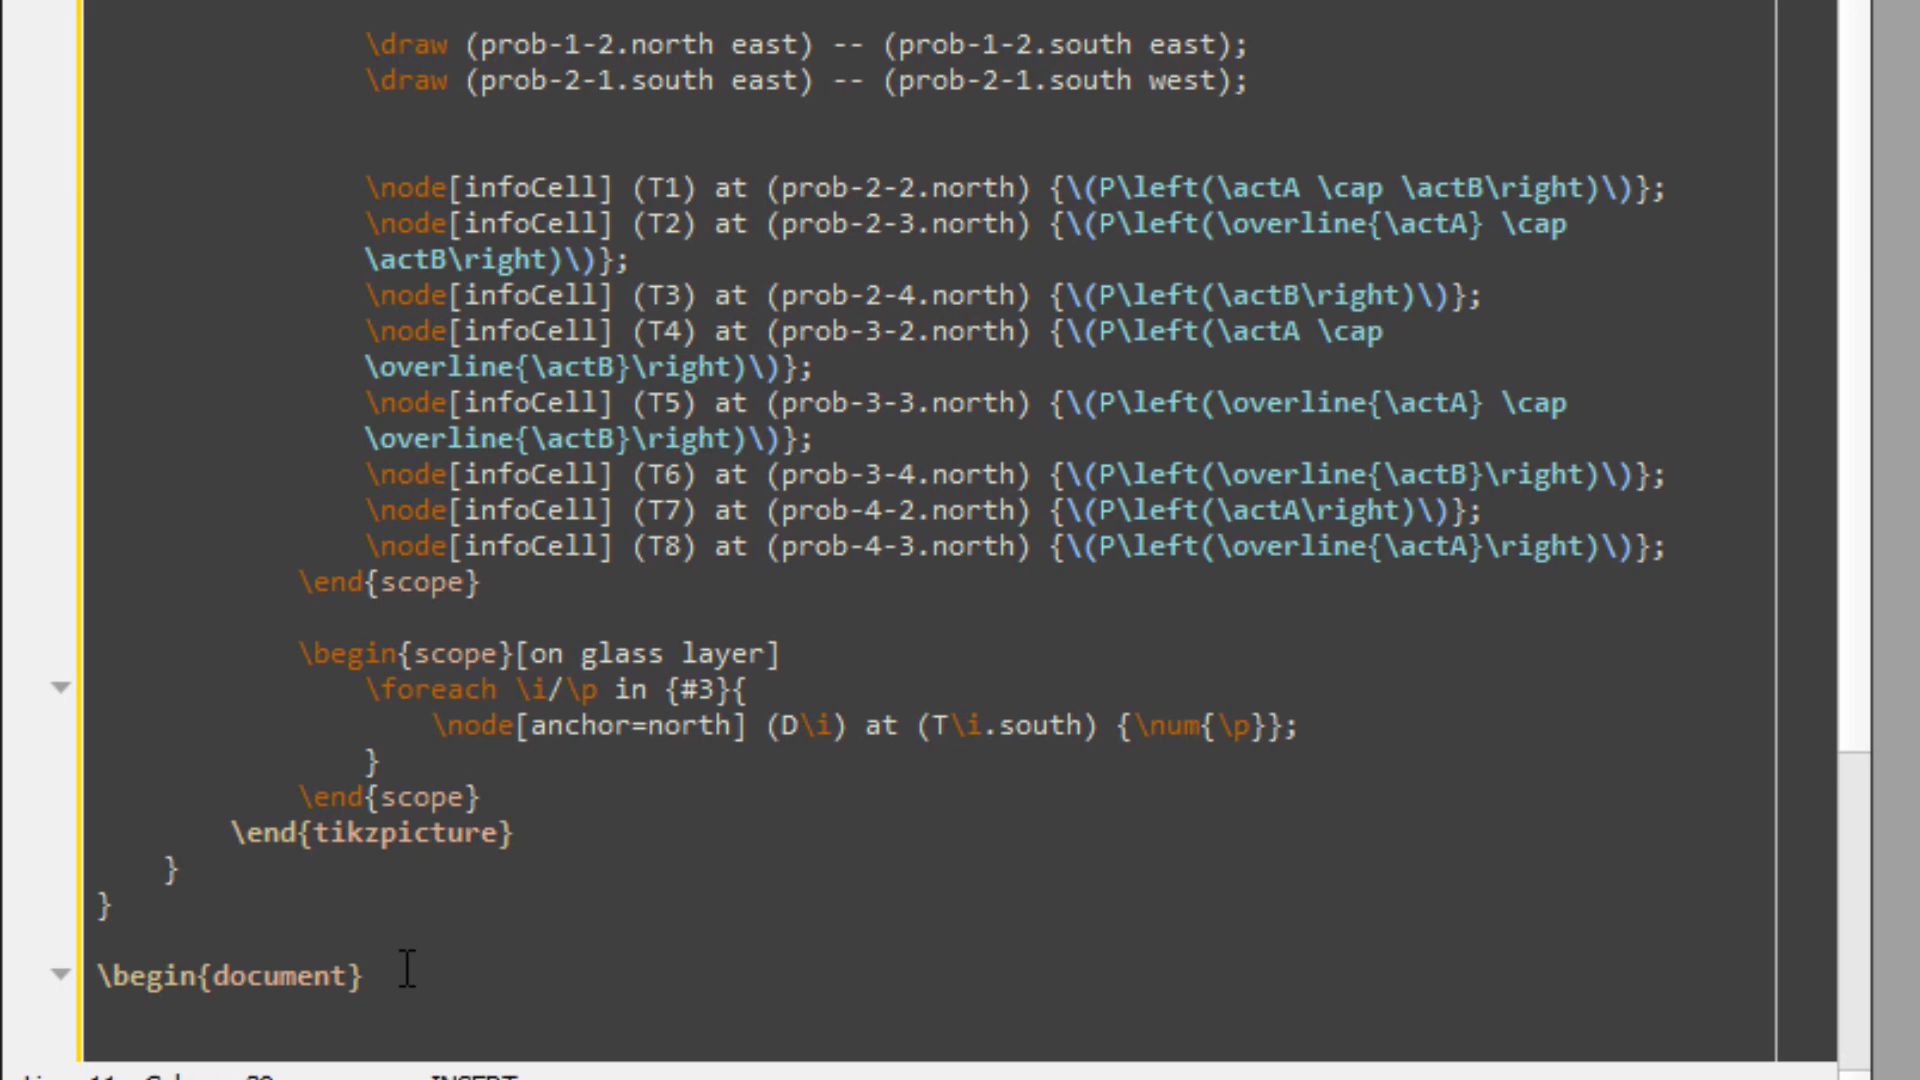 \draw (prob-1-2.north east) -- (prob-1-2.south east);
\draw (prob-2-1.south east) -- (prob-2-1.south west);
\node[infoCell] (T1) at (prob-2-2.north) {\(P\left(\actA \cap \actB\right)\)};
\node[infoCell] (T2) at (prob-2-3.north) {\(P\left(\overline{\actA} \cap
\actB\right)\)};
\node[infoCell] (T3) at (prob-2-4.north) {\(P\left(\actB\right)\)};
\node[infoCell] (T4) at (prob-3-2.north) {\(P\left(\actA \cap
\overline{\actB}\right)\)};
\node[infoCell] (T5) at (prob-3-3.north) {\(P\left(\overline{\actA} \cap
\overline{\actB}\right)\)};
\node[infoCell] (T6) at (prob-3-4.north) {\(P\left(\overline{\actB}\right)\)};
\node[infoCell] (T7) at (prob-4-2.north) {\(P\left(\actA\right)\)};
\node[infoCell] (T8) at (prob-4-3.north) {\(P\left(\overline{\actA}\right)\)};
\end{scope}
\begin{scope}[on glass layer]
\foreach \i/\p in {#3}{
\node[anchor=north] (D\i) at (T\i.south) {\num{\p}};
}
\end{scope}
\end{tikzpicture}
}
}
\begin{document}
INSERT